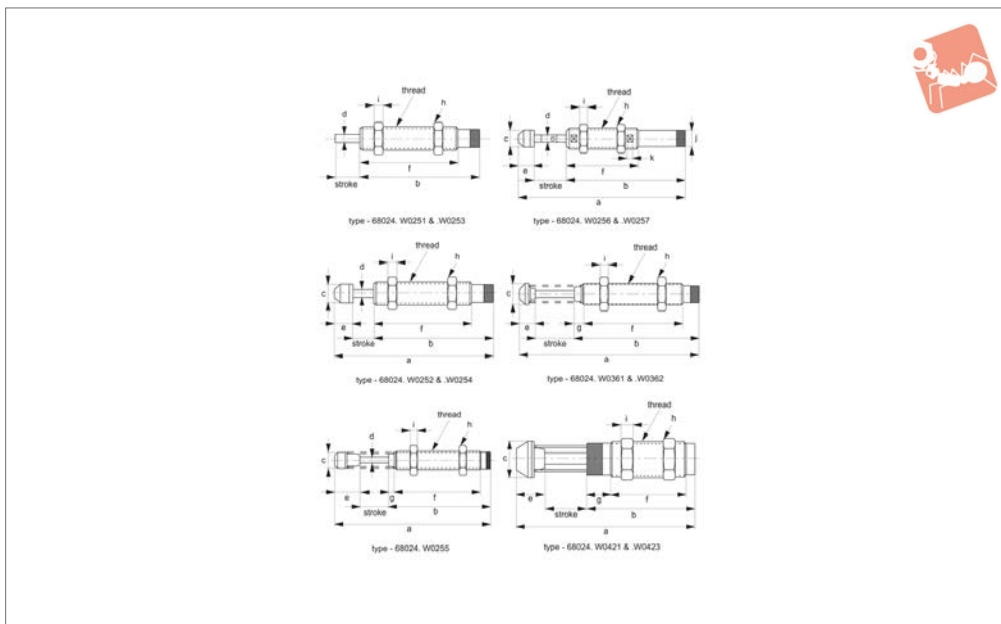 thread
i
h
d
f
stroke
b
type - 68024. W0251 & .W0253
thread
i
h
d
c
j
k
e
f
stroke
b
a
type - 68024. W0256 & .W0257
thread
i
h
d
c
e
f
stroke
b
a
type - 68024. W0252 & .W0254
thread
i
h
c
e
g
f
stroke
b
a
type - 68024. W0361 & .W0362
thread
i
h
d
c
e
g
f
stroke
b
a
type - 68024. W0255
thread
i
h
c
e
g
f
stroke
b
a
type - 68024. W0421 & .W0423